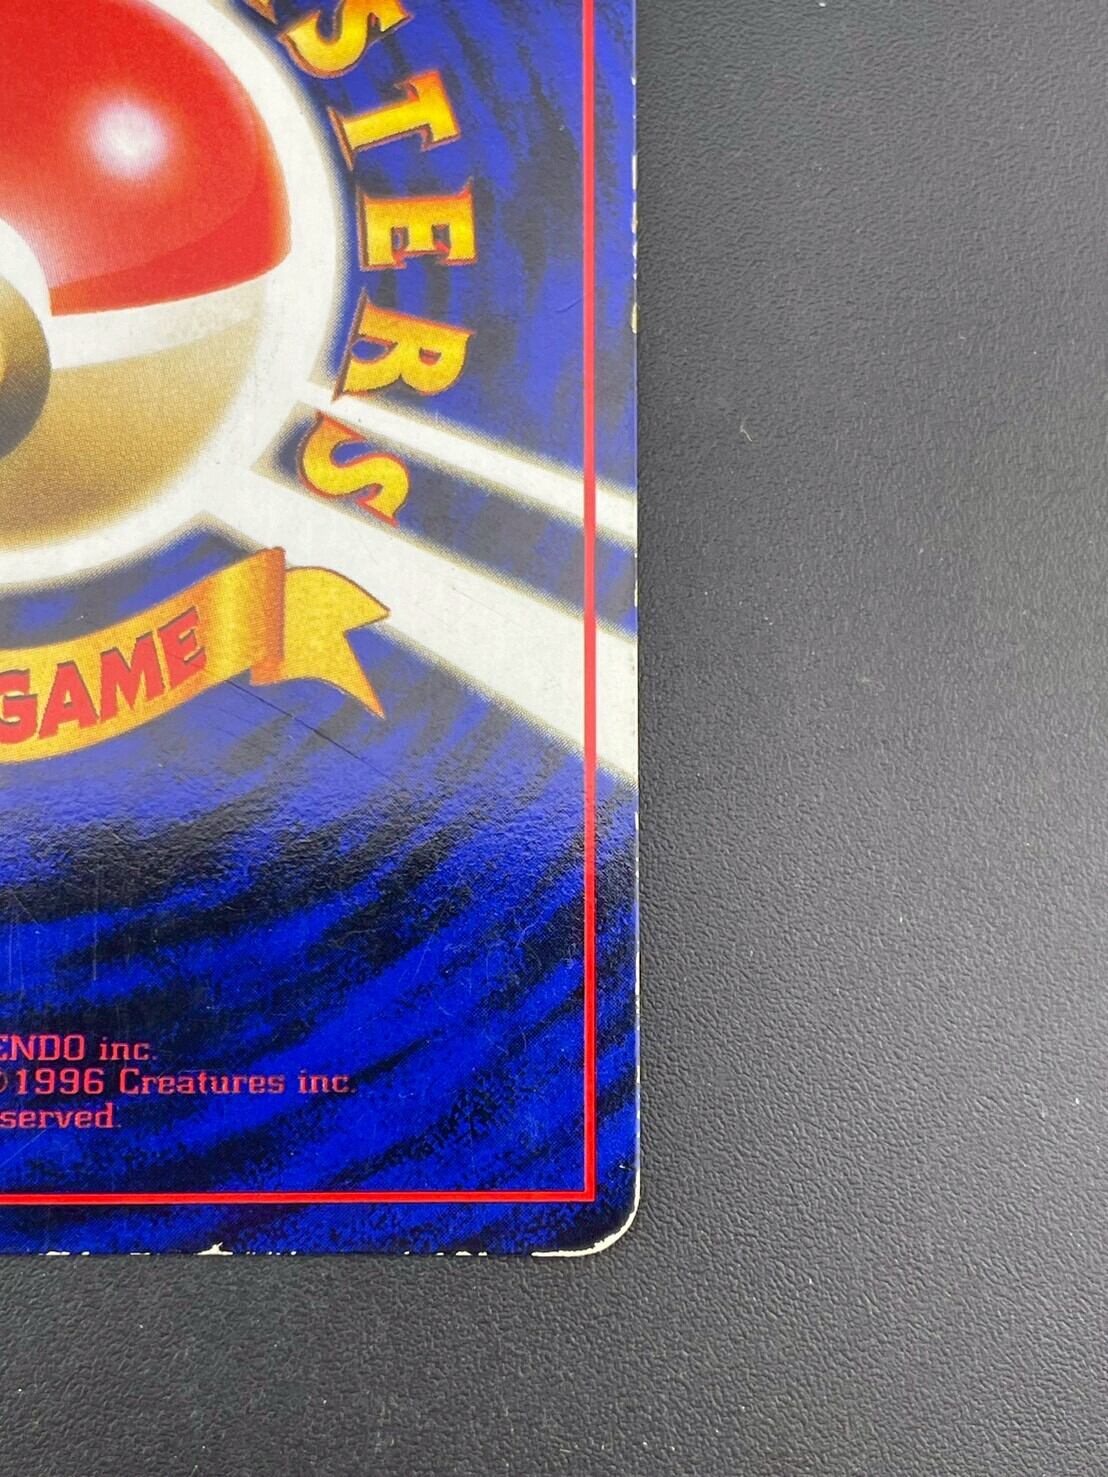 STERS
GAME
ENDO inc.
©1996 Creatures inc.
served.